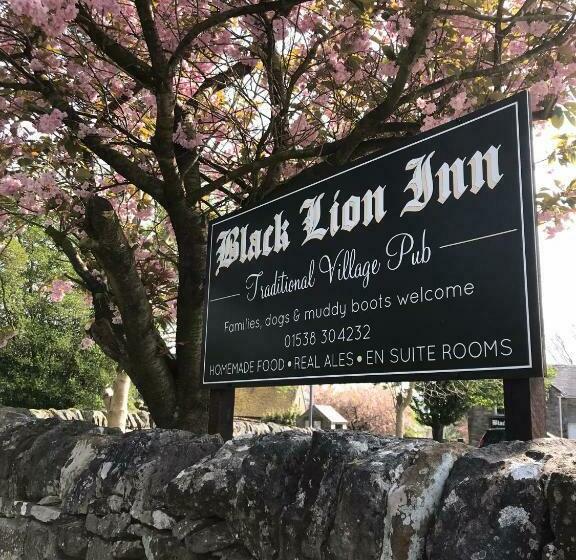 Black Lion Inn
Traditional Village Pub
Families, dogs & muddy boots welcome
01538 304232
HOMEMADE FOOD • REAL ALES • EN SUITE ROOMS